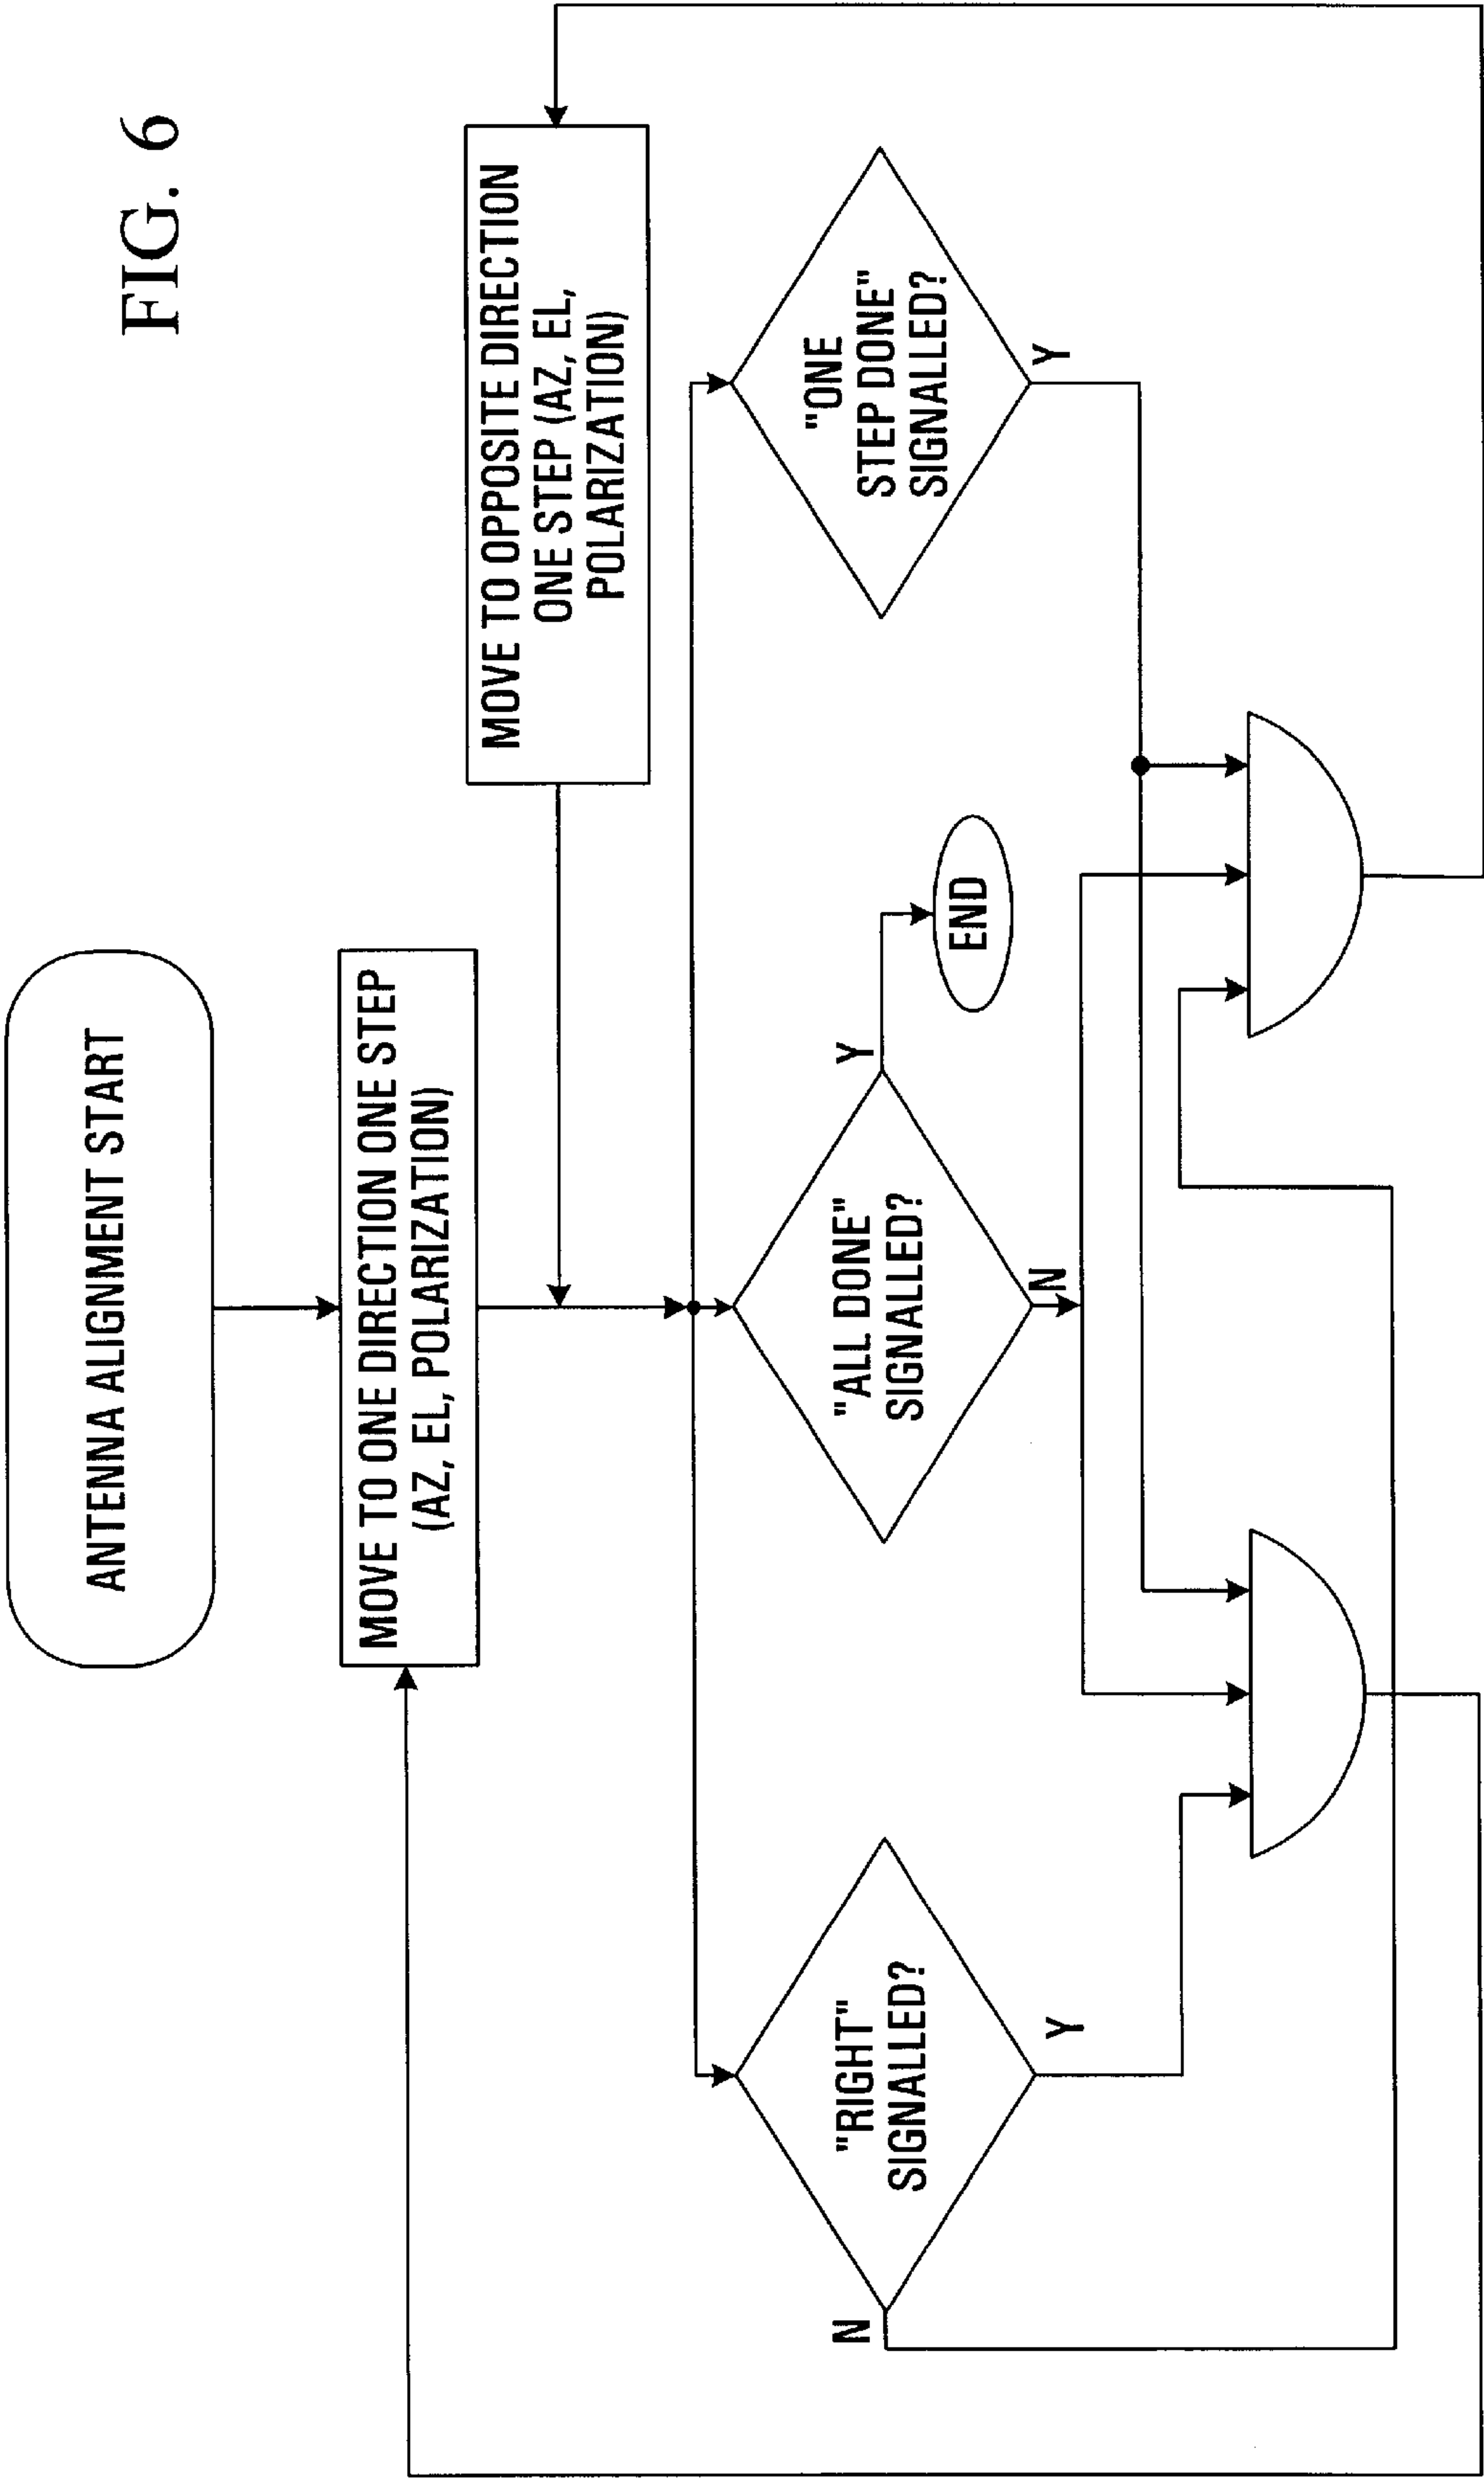 FIG. 6
ANTENNA ALIGNMENT START
MOVE TO ONE DIRECTION ONE STEP
(AZ, EL, POLARIZATION)
MOVE TO OPPOSITE DIRECTION
ONE STEP (AZ, EL,
POLARIZATION)
"RIGHT"
SIGNALLED?
N
Y
"ALL DONE"
SIGNALLED?
Y
N
END
"ONE
STEP DONE"
SIGNALLED?
Y